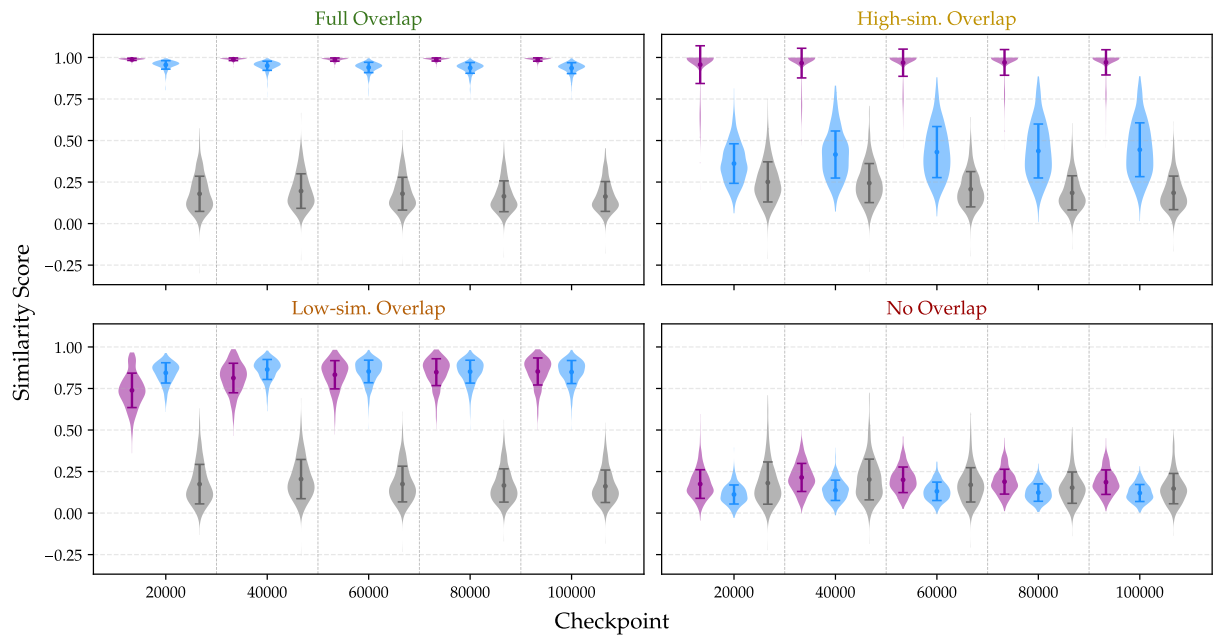 Full Overlap
High-sim. Overlap
1.00
0.75
0.50
0.25
0.00
−0.25
Low-sim. Overlap
No Overlap
1.00
0.75
0.50
0.25
0.00
−0.25
20000 40000 60000 80000 100000
20000 40000 60000 80000 100000
Similarity Score
Checkpoint